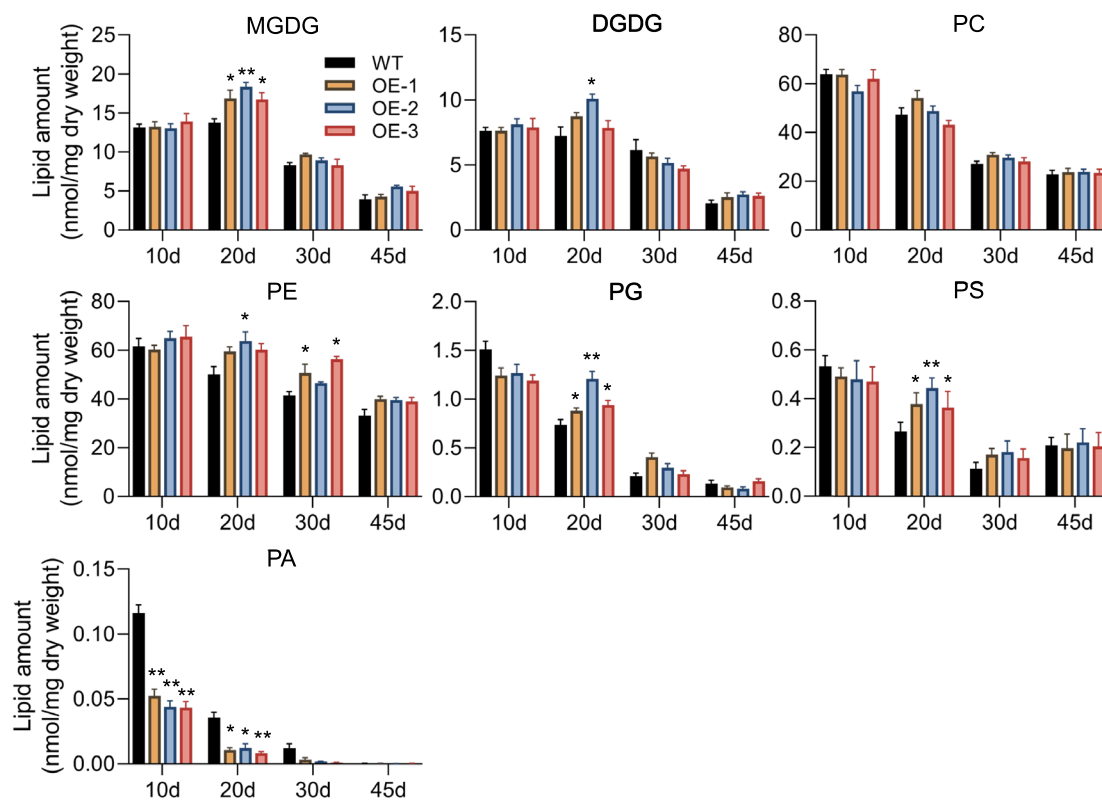 MGDG
DGDG
PC
Lipid amount
(nmol/mg dry weight)
25
20
15
10
5
0
* ** *
WT
OE-1
OE-2
OE-3
10d 20d 30d 45d
15
10
5
0
*
10d 20d 30d 45d
80
60
40
20
0
10d 20d 30d 45d
PE
PG
PS
Lipid amount
(nmol/mg dry weight)
80
60
40
20
0
* * *
10d 20d 30d 45d
2.0
1.5
1.0
0.5
0.0
* ** *
10d 20d 30d 45d
0.8
0.6
0.4
0.2
0.0
* ** *
10d 20d 30d 45d
PA
Lipid amount
(nmol/mg dry weight)
0.15
0.10
0.05
0.00
** ** ** * * **
10d 20d 30d 45d